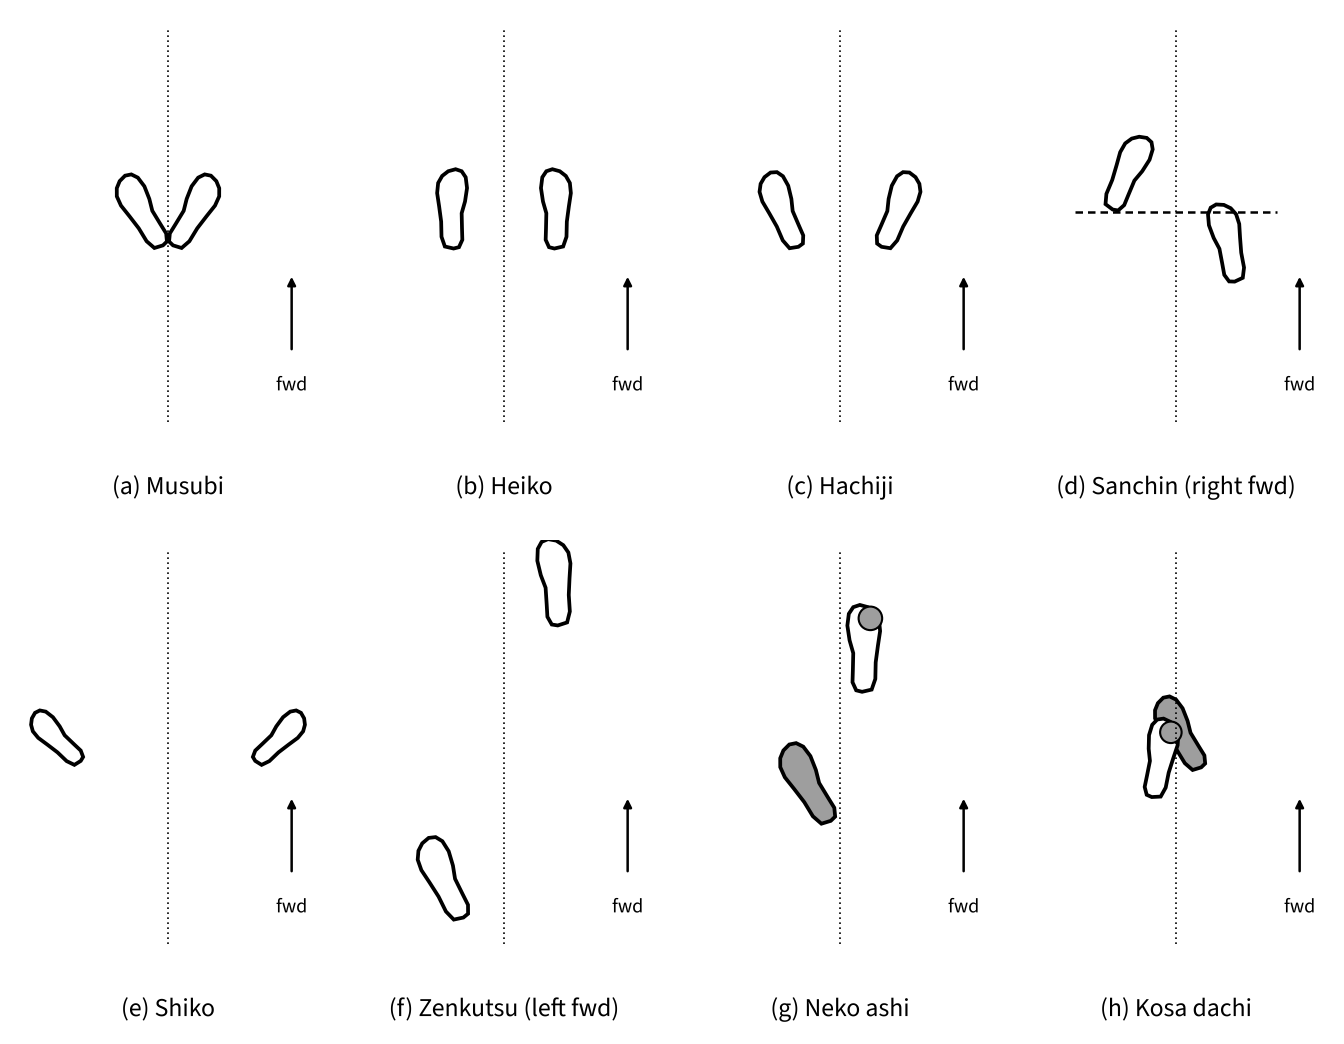 fwd
fwd
fwd
fwd
(a) Musubi
(b) Heiko
(c) Hachiji
(d) Sanchin (right fwd)
fwd
fwd
fwd
fwd
(e) Shiko
(f) Zenkutsu (left fwd)
(g) Neko ashi
(h) Kosa dachi